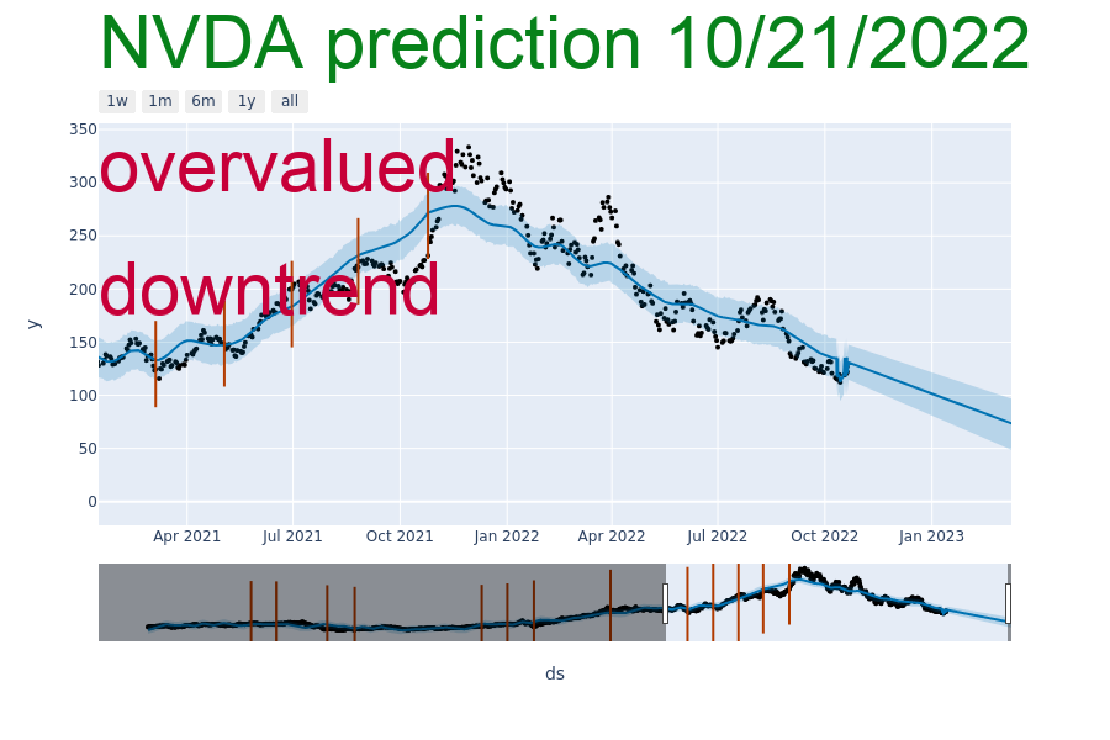 NVDA prediction 10/21/2022
1w 1m 6m 1y all
350
overvalued
300
250
downtrend
200
y
150
100
50
0
Apr 2021 Jul 2021 Oct 2021 Jan 2022 Apr 2022 Jul 2022 Oct 2022 Jan 2023
ds